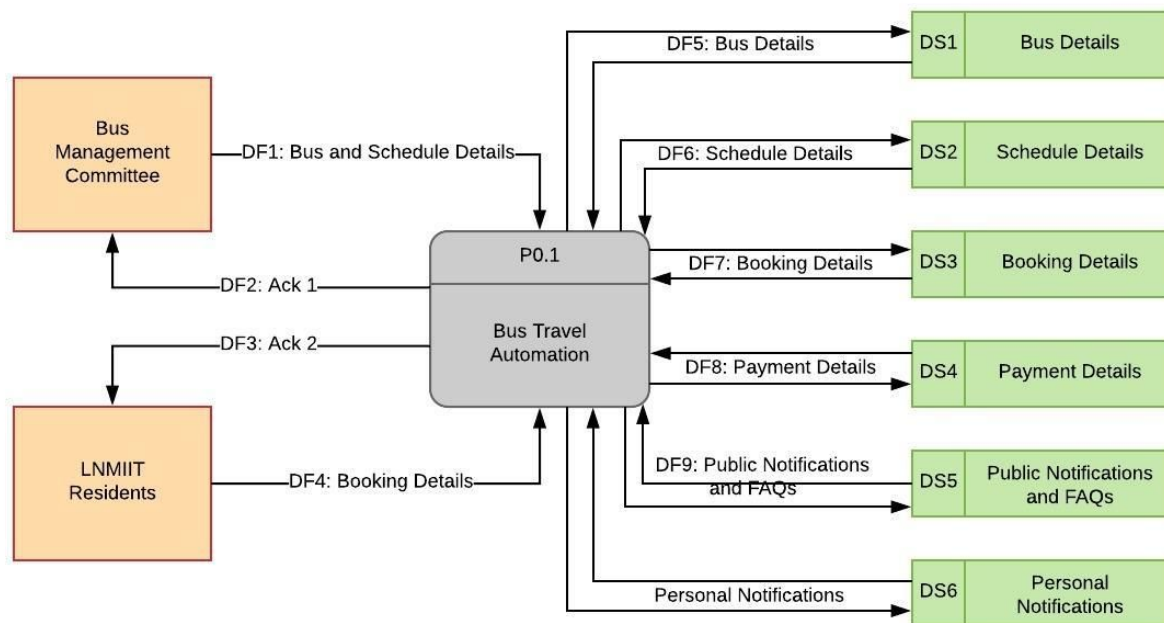 DF5: Bus Details
DS1
Bus Details
Bus
Management
Committee
DF1: Bus and Schedule Details
DF6: Schedule Details
DS2
Schedule Details
P0.1
DF7: Booking Details
DS3
Booking Details
DF2: Ack 1
Bus Travel
Automation
DF3: Ack 2
DF8: Payment Details
DS4
Payment Details
LNMIIT
Residents
DF4: Booking Details
DF9: Public Notifications
and FAQs
DS5
Public Notifications
and FAQs
Personal Notifications
DS6
Personal
Notifications